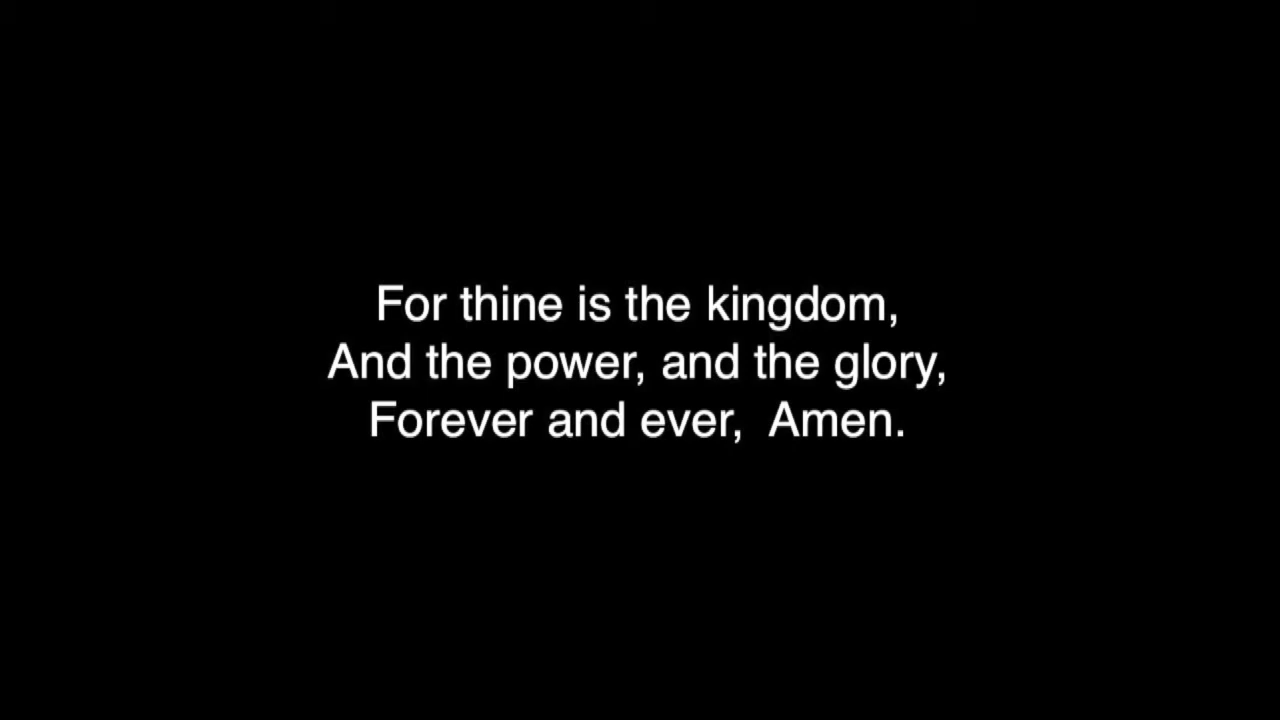 For thine is the kingdom,
And the power, and the glory,
Forever and ever,  Amen.